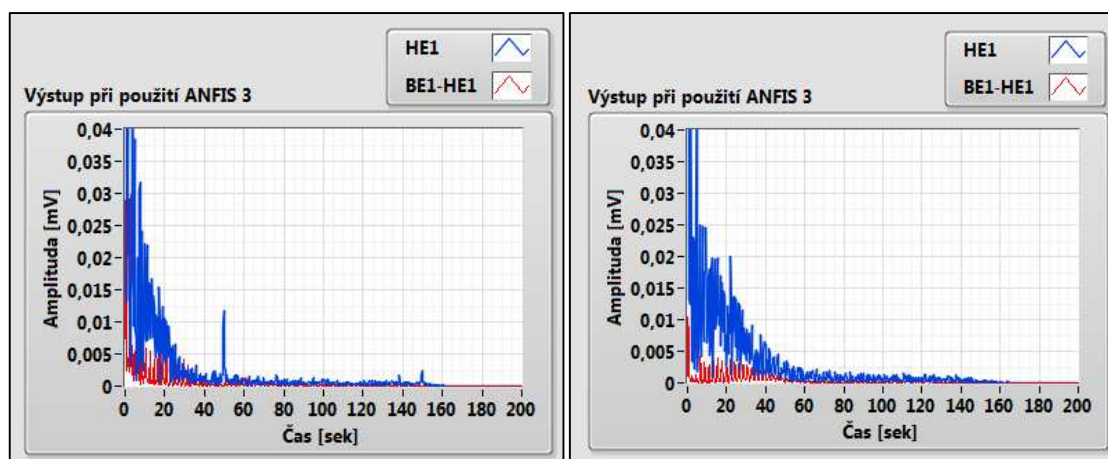 HE1
BE1-HE1
Výstup při použití ANFIS 3
Amplituda [mV]
0,04
0,035
0,03
0,025
0,02
0,015
0,01
0,005
0
0 20 40 60 80 100 120 140 160 180 200
Čas [sek]
HE1
BE1-HE1
Výstup při použití ANFIS 3
Amplituda [mV]
0,04
0,035
0,03
0,025
0,02
0,015
0,01
0,005
0
0 20 40 60 80 100 120 140 160 180 200
Čas [sek]